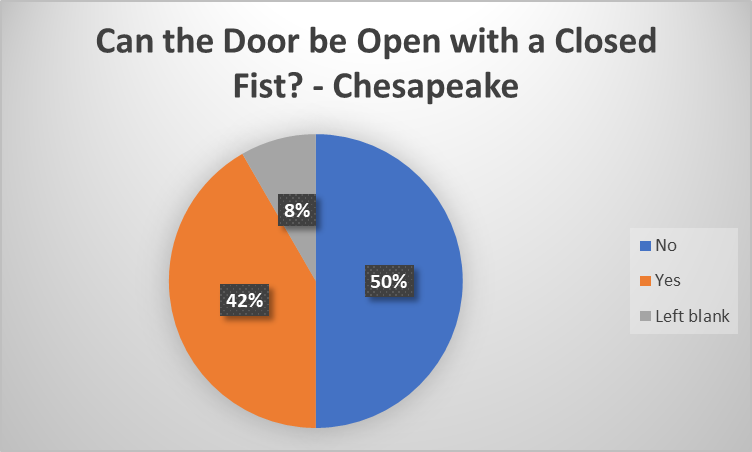 Can the Door be Open with a Closed
Fist? - Chesapeake
8%
50%
42%
No
Yes
Left blank